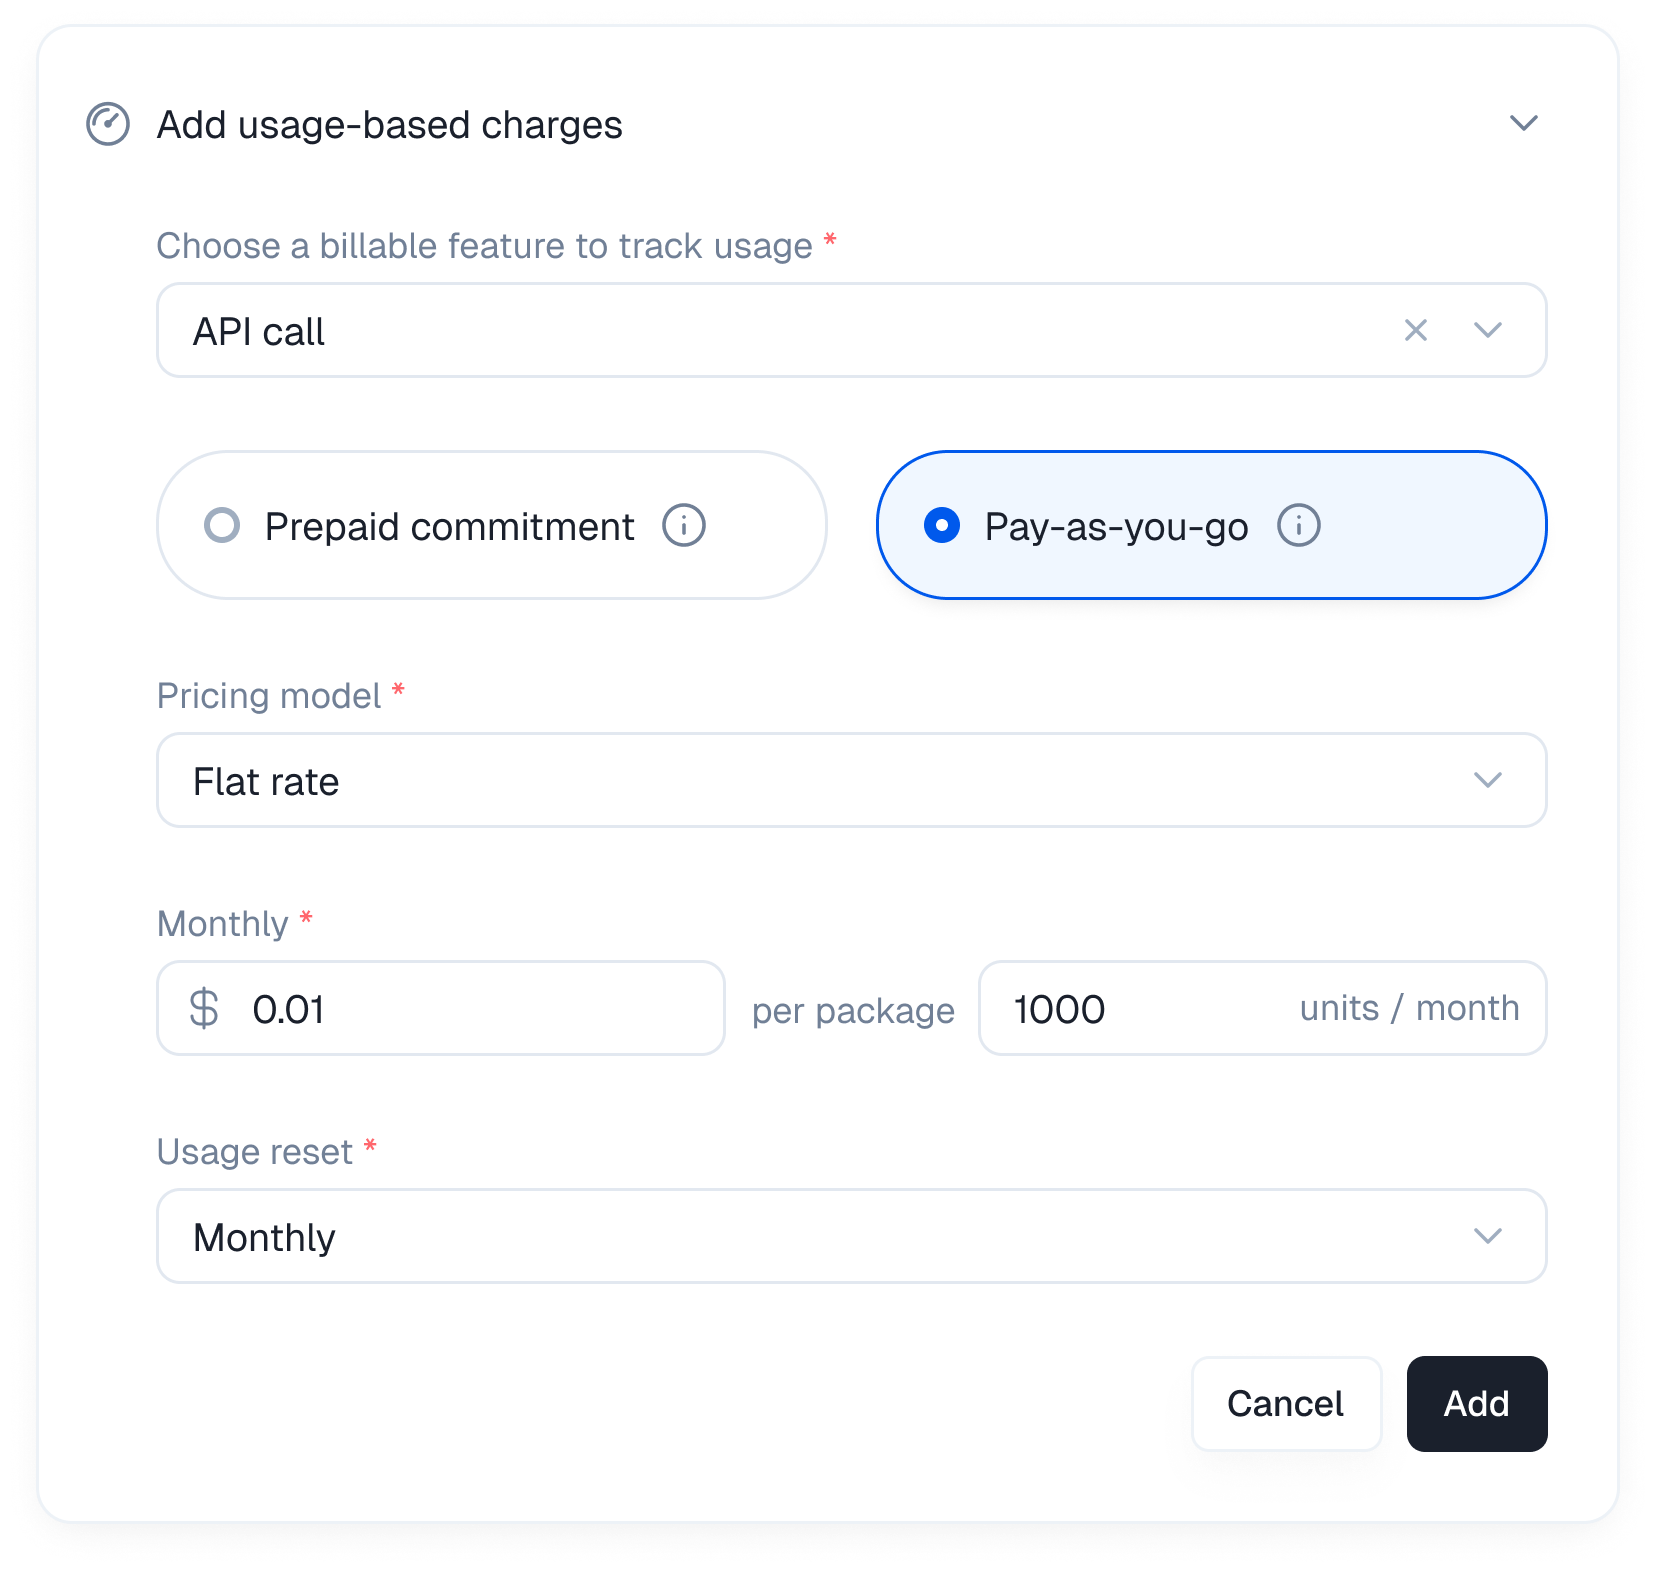 Add usage-based charges
Choose a billable feature to track usage *
API call
Prepaid commitment
Pay-as-you-go
Pricing model *
Flat rate
Monthly *
$ 0.01 per package 1000 units / month
Usage reset *
Monthly
Cancel
Add